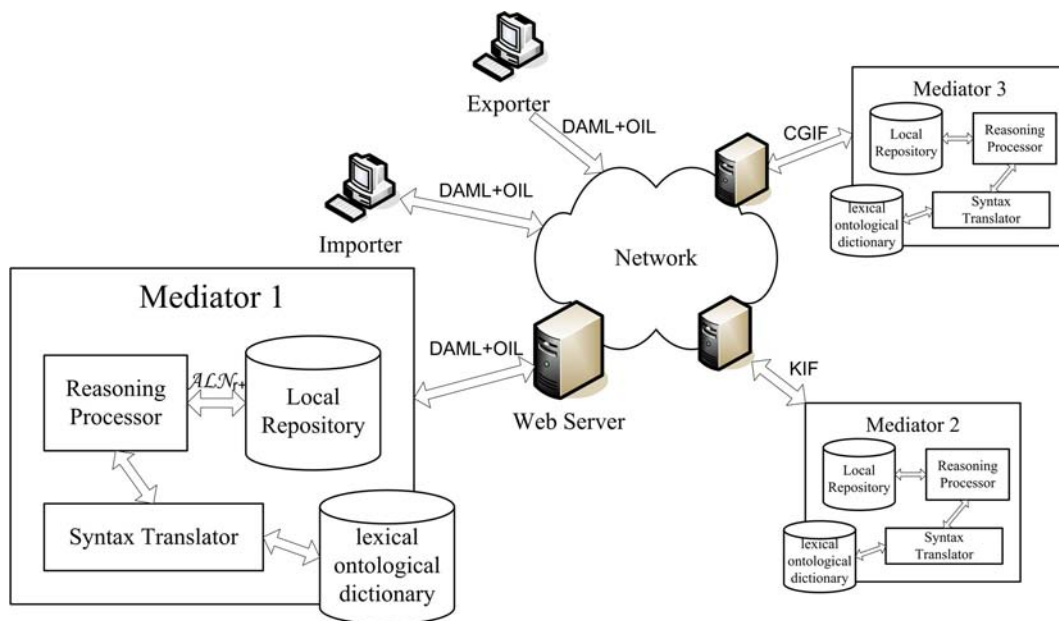 Exporter
DAML+OIL
Importer
DAML+OIL
Network
CGIF
Mediator 3
Local
Repository
Reasoning
Processor
lexical
ontological
dictionary
Syntax
Translator
Mediator 1
Reasoning
Processor
ALN r+
Local
Repository
Syntax Translator
lexical
ontological
dictionary
DAML+OIL
Web Server
KIF
Mediator 2
Local
Repository
Reasoning
Processor
lexical
ontological
dictionary
Syntax
Translator